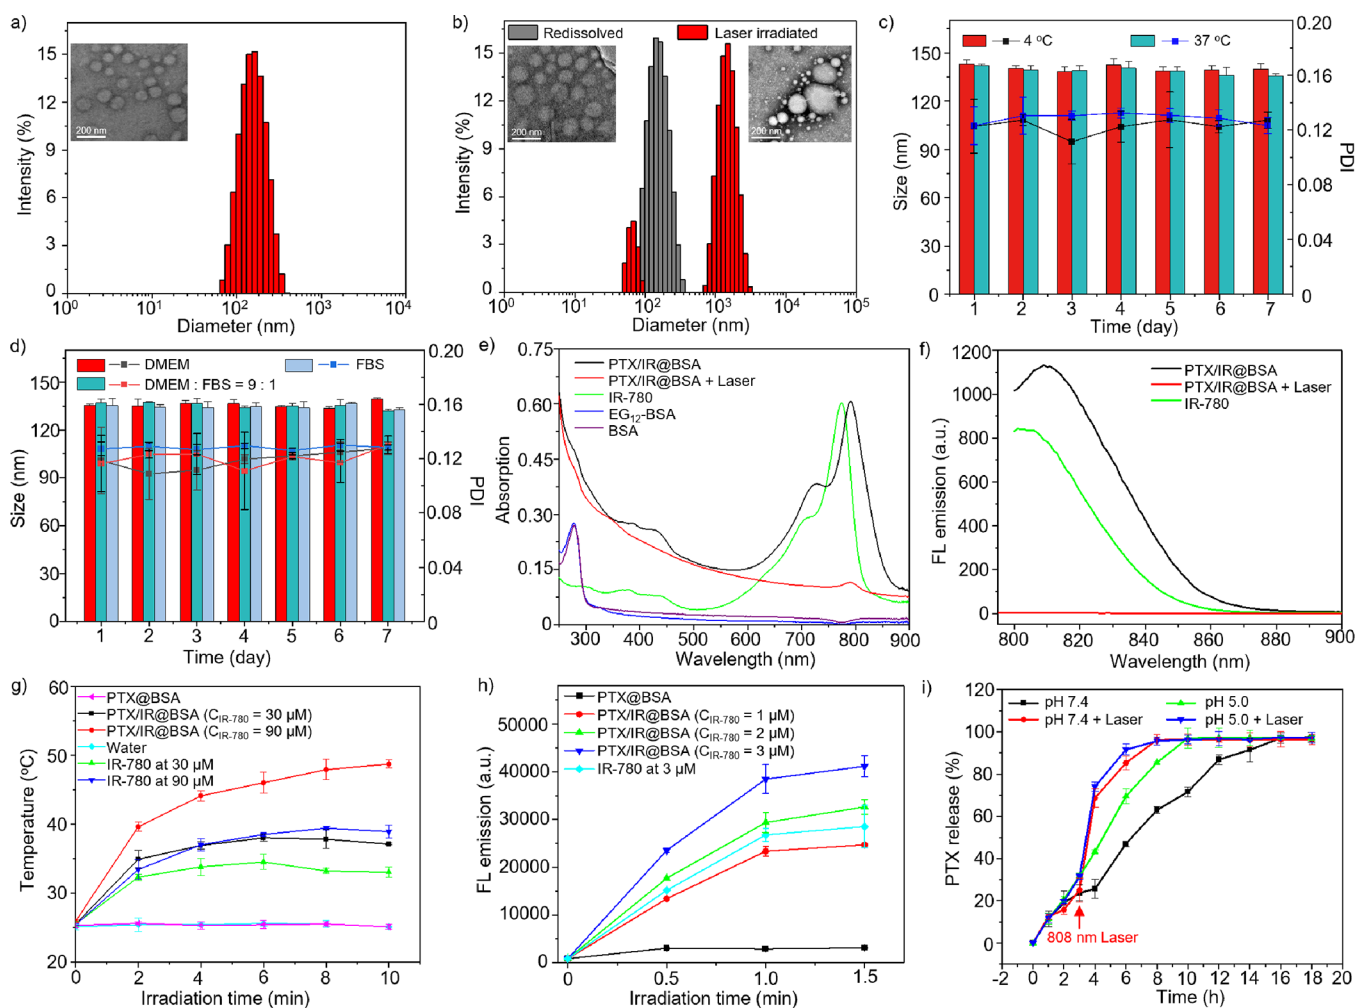 a)
15
12
9
6
3
0
Intensity (%)
200 nm
10⁰ 10¹ 10² 10³ 10⁴
Diameter (nm)
b)
Redissolved
Laser irradiated
15
12
9
6
3
0
Intensity (%)
200 nm
200 nm
10⁰ 10¹ 10² 10³ 10⁴ 10⁵
Diameter (nm)
c)
4 ºC
37 ºC
150
120
90
60
30
0
Size (nm)
0.20
0.16
0.12
0.08
0.04
0.00
PDI
1 2 3 4 5 6 7
Time (day)
d)
DMEM
FBS
DMEM : FBS = 9 : 1
150
120
90
60
30
0
Size (nm)
0.20
0.16
0.12
0.08
0.04
0.00
PDI
1 2 3 4 5 6 7
Time (day)
e)
PTX/IR@BSA
PTX/IR@BSA + Laser
IR-780
EG₁₂-BSA
BSA
0.75
0.60
0.45
0.30
0.15
0
Absorption
300 400 500 600 700 800 900
Wavelength (nm)
f)
PTX/IR@BSA
PTX/IR@BSA + Laser
IR-780
1200
1000
800
600
400
200
0
FL emission (a.u.)
800 820 840 860 880 900
Wavelength (nm)
g)
PTX@BSA
PTX/IR@BSA (C_IR-780 = 30 µM)
PTX/IR@BSA (C_IR-780 = 90 µM)
Water
IR-780 at 30 µM
IR-780 at 90 µM
60
50
40
30
20
Temperature (ºC)
0 2 4 6 8 10
Irradiation time (min)
h)
PTX@BSA
PTX/IR@BSA (C_IR-780 = 1 µM)
PTX/IR@BSA (C_IR-780 = 2 µM)
PTX/IR@BSA (C_IR-780 = 3 µM)
IR-780 at 3 µM
50000
40000
30000
20000
10000
0
FL emission (a.u.)
0 0.5 1.0 1.5
Irradiation time (min)
i)
pH 7.4
pH 5.0
pH 7.4 + Laser
pH 5.0 + Laser
120
100
80
60
40
20
0
PTX release (%)
808 nm Laser
-2 0 2 4 6 8 10 12 14 16 18
Time (h)